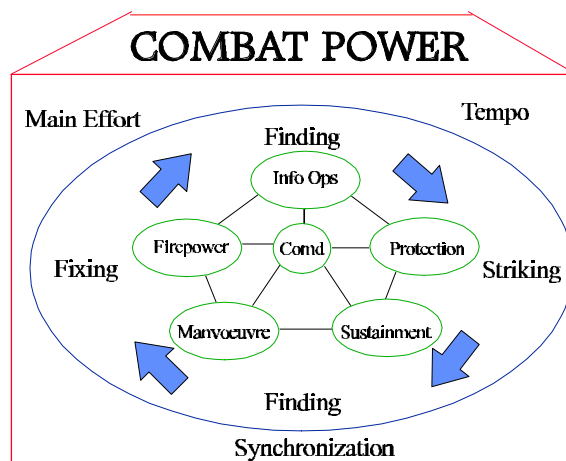 COMBAT POWER
Main Effort
Tempo
Finding
Info Ops
Firepower
Comd
Protection
Fixing
Striking
Manvoeuvre
Sustainment
Finding
Synchronization